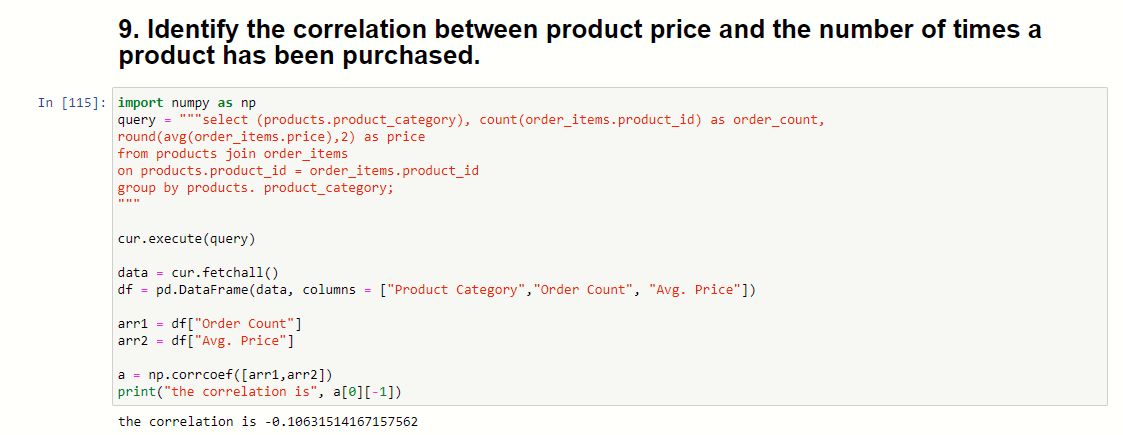 9. Identify the correlation between product price and the number of times a
product has been purchased.
In [115]:
import numpy as np
query = """select (products.product_category), count(order_items.product_id) as order_count,
round(avg(order_items.price),2) as price
from products join order_items
on products.product_id = order_items.product_id
group by products. product_category;
"""
cur.execute(query)
data = cur.fetchall()
df = pd.DataFrame(data, columns = ["Product Category","Order Count", "Avg. Price"])
arr1 = df["Order Count"]
arr2 = df["Avg. Price"]
a = np.corrcoef([arr1,arr2])
print("the correlation is", a[0][-1])
the correlation is -0.10631514167157562